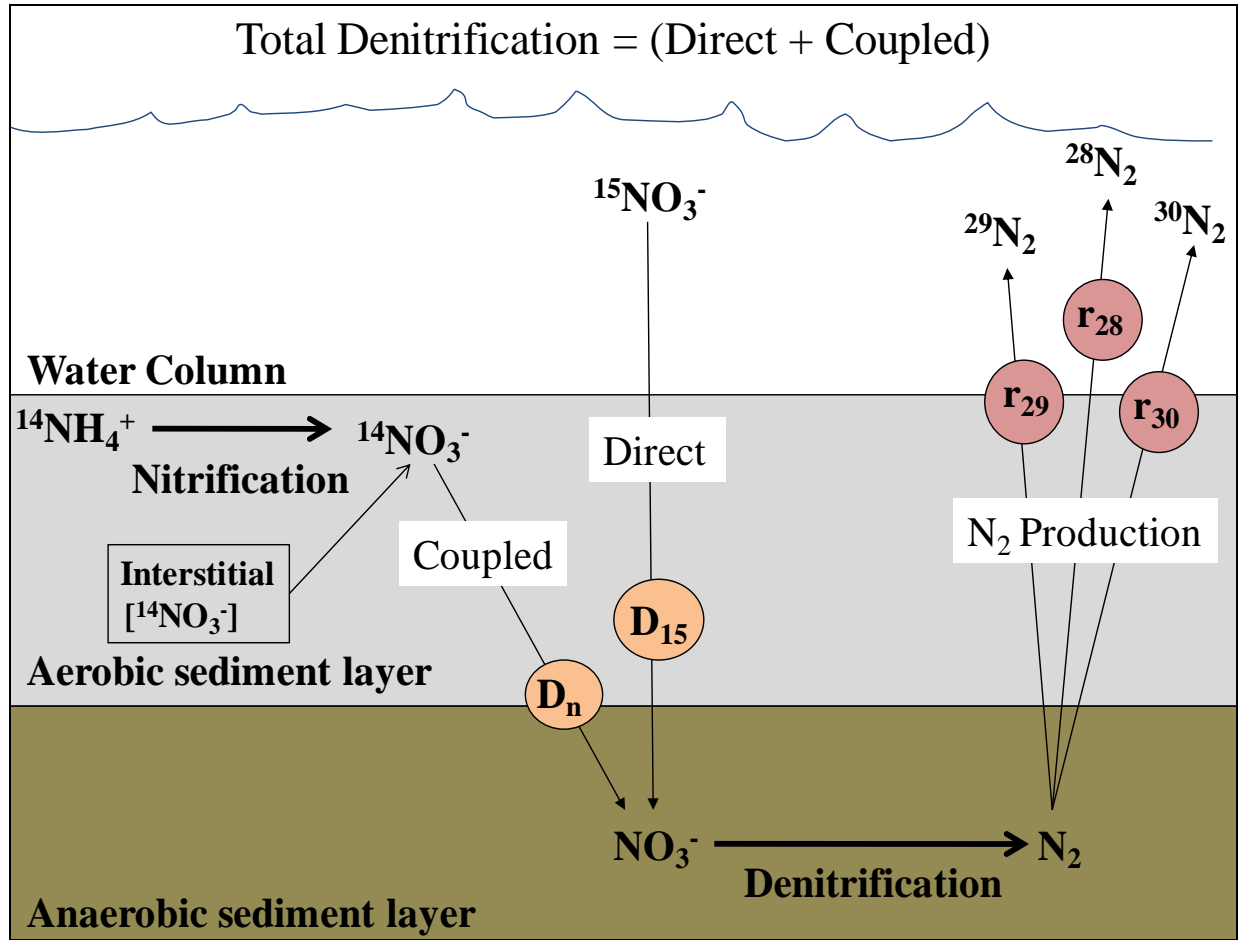 Total Denitrification = (Direct + Coupled)
²⁸N₂
¹⁵NO₃⁻
²⁹N₂
³⁰N₂
r₂₈
Water Column
r₂₉
r₃₀
¹⁴NH₄⁺
¹⁴NO₃⁻
Nitrification
Direct
N₂ Production
Coupled
Interstitial
[¹⁴NO₃⁻]
D₁₅
Aerobic sediment layer
Dₙ
NO₃⁻
N₂
Denitrification
Anaerobic sediment layer